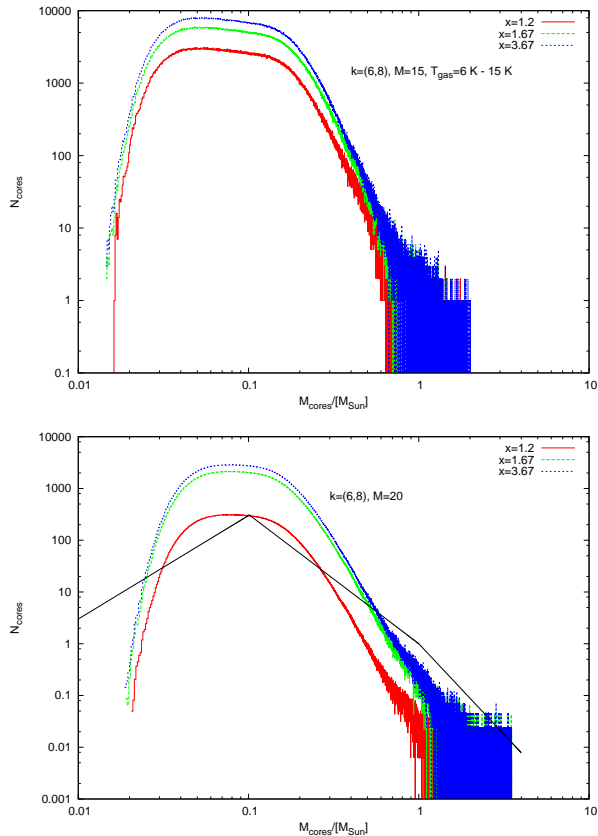 10000
1000
100
10
1
0.1
0.01
0.1
1
10
N_cores
M_cores/[M_Sun]
x=1.2
x=1.67
x=3.67
k=(6,8), M=15, T_gas=6 K - 15 K
10000
1000
100
10
1
0.1
0.01
0.001
0.01
0.1
1
10
N_cores
M_cores/[M_Sun]
x=1.2
x=1.67
x=3.67
k=(6,8), M=20